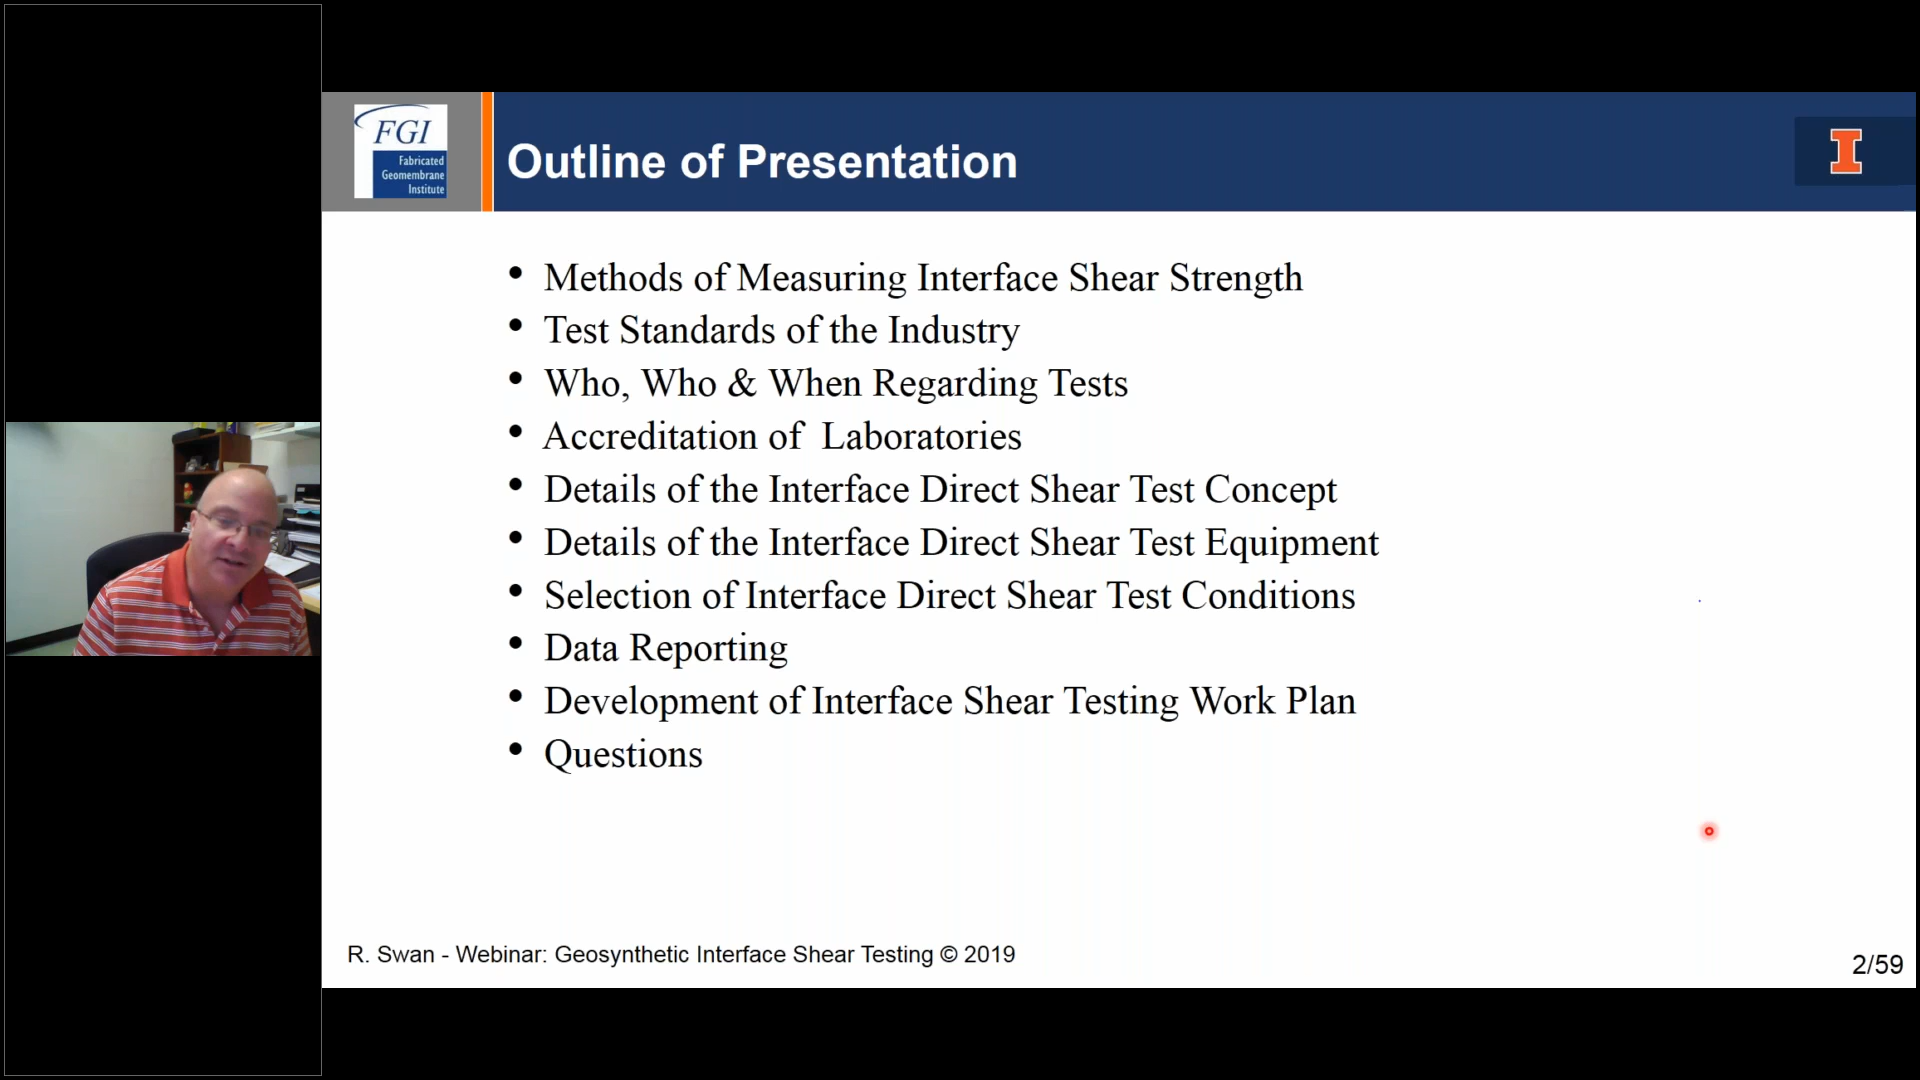 FGI
Fabricated
Geomembrane
Institute
Outline of Presentation
I
• Methods of Measuring Interface Shear Strength
• Test Standards of the Industry
• Who, Who & When Regarding Tests
• Accreditation of  Laboratories
• Details of the Interface Direct Shear Test Concept
• Details of the Interface Direct Shear Test Equipment
• Selection of Interface Direct Shear Test Conditions
• Data Reporting
• Development of Interface Shear Testing Work Plan
• Questions
R. Swan - Webinar: Geosynthetic Interface Shear Testing © 2019
2/59